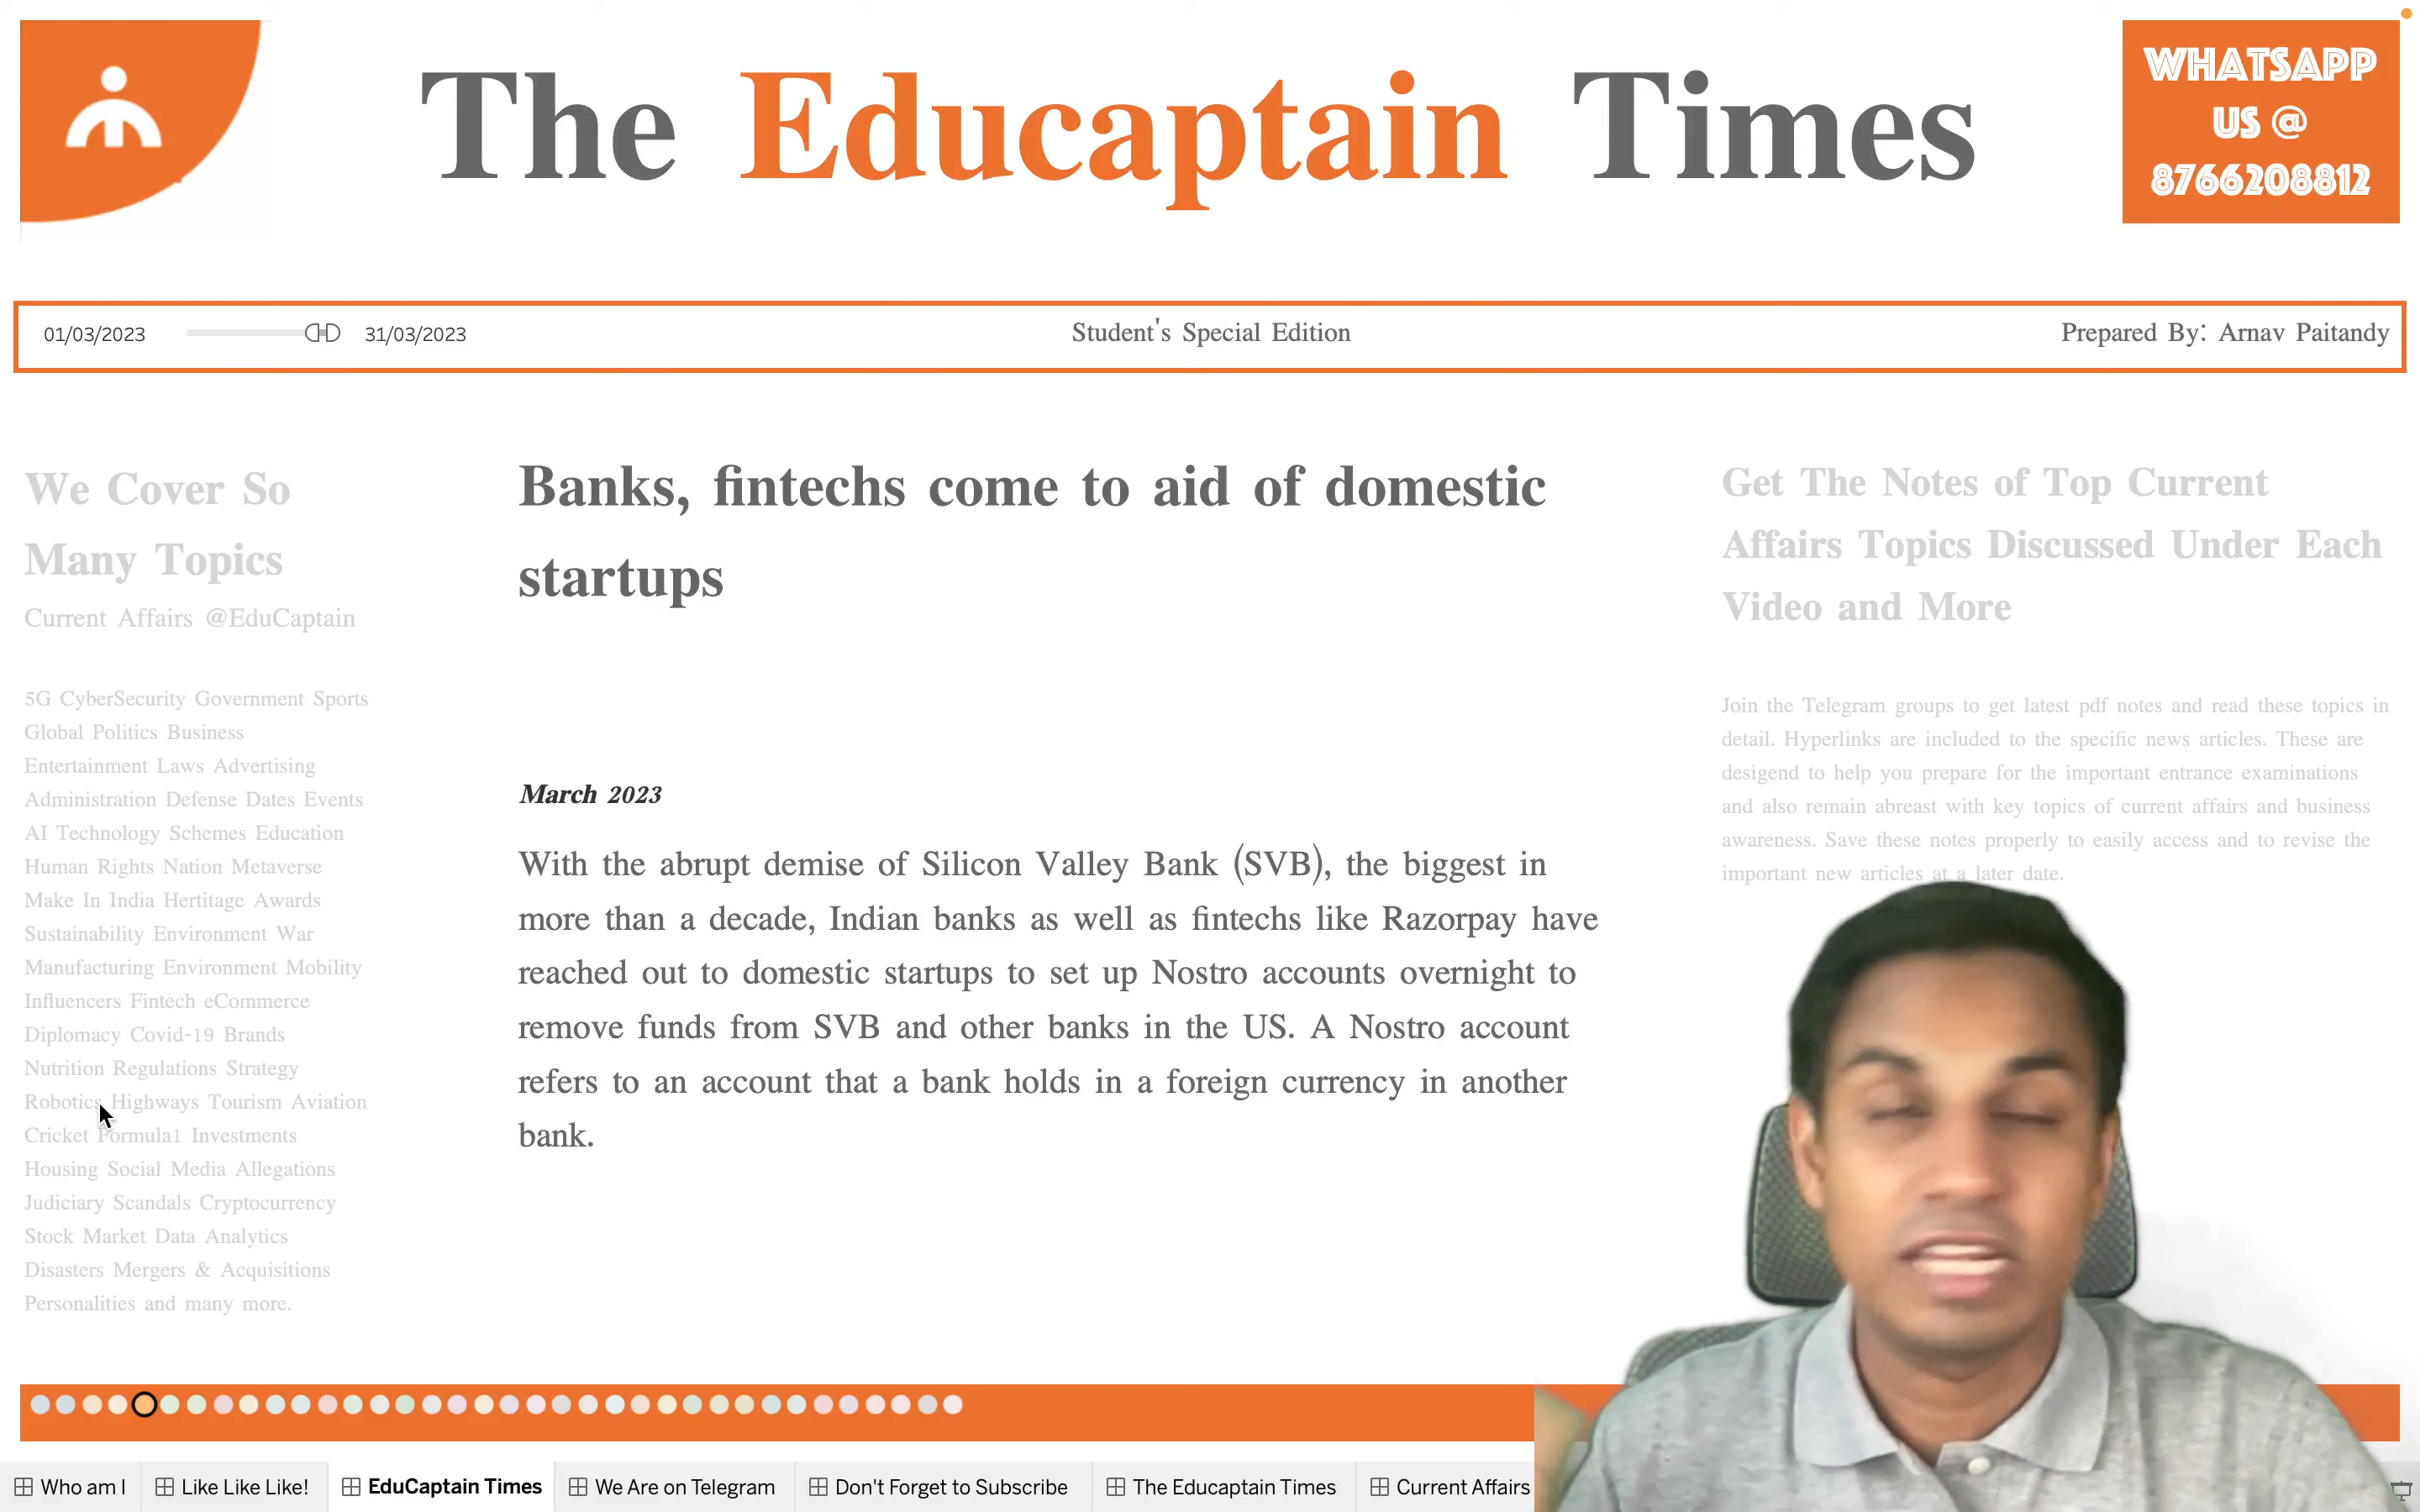 The Educaptain Times
WHATSAPP
US @
8766208812
01/03/2023
31/03/2023
Student's Special Edition
Prepared By: Arnav Paitandy
We Cover So
Many Topics
Current Affairs @EduCaptain
5G CyberSecurity Government Sports
Global Politics Business
Entertainment Laws Advertising
Administration Defense Dates Events
AI Technology Schemes Education
Human Rights Nation Metaverse
Make In India Hertitage Awards
Sustainability Environment War
Manufacturing Environment Mobility
Influencers Fintech eCommerce
Diplomacy Covid-19 Brands
Nutrition Regulations Strategy
Robotics Highways Tourism Aviation
Cricket Formula1 Investments
Housing Social Media Allegations
Judiciary Scandals Cryptocurrency
Stock Market Data Analytics
Disasters Mergers & Acquisitions
Personalities and many more.
Banks, fintechs come to aid of domestic
startups
March 2023
With the abrupt demise of Silicon Valley Bank (SVB), the biggest in
more than a decade, Indian banks as well as fintechs like Razorpay have
reached out to domestic startups to set up Nostro accounts overnight to
remove funds from SVB and other banks in the US. A Nostro account
refers to an account that a bank holds in a foreign currency in another
bank.
Get The Notes of Top Current
Affairs Topics Discussed Under Each
Video and More
Join the Telegram groups to get latest pdf notes and read these topics in
detail. Hyperlinks are included to the specific news articles. These are
desigend to help you prepare for the important entrance examinations
and also remain abreast with key topics of current affairs and business
awareness. Save these notes properly to easily access and to revise the
important new articles at a later date.
Who am I
Like Like Like!
EduCaptain Times
We Are on Telegram
Don't Forget to Subscribe
The Educaptain Times
Current Affairs